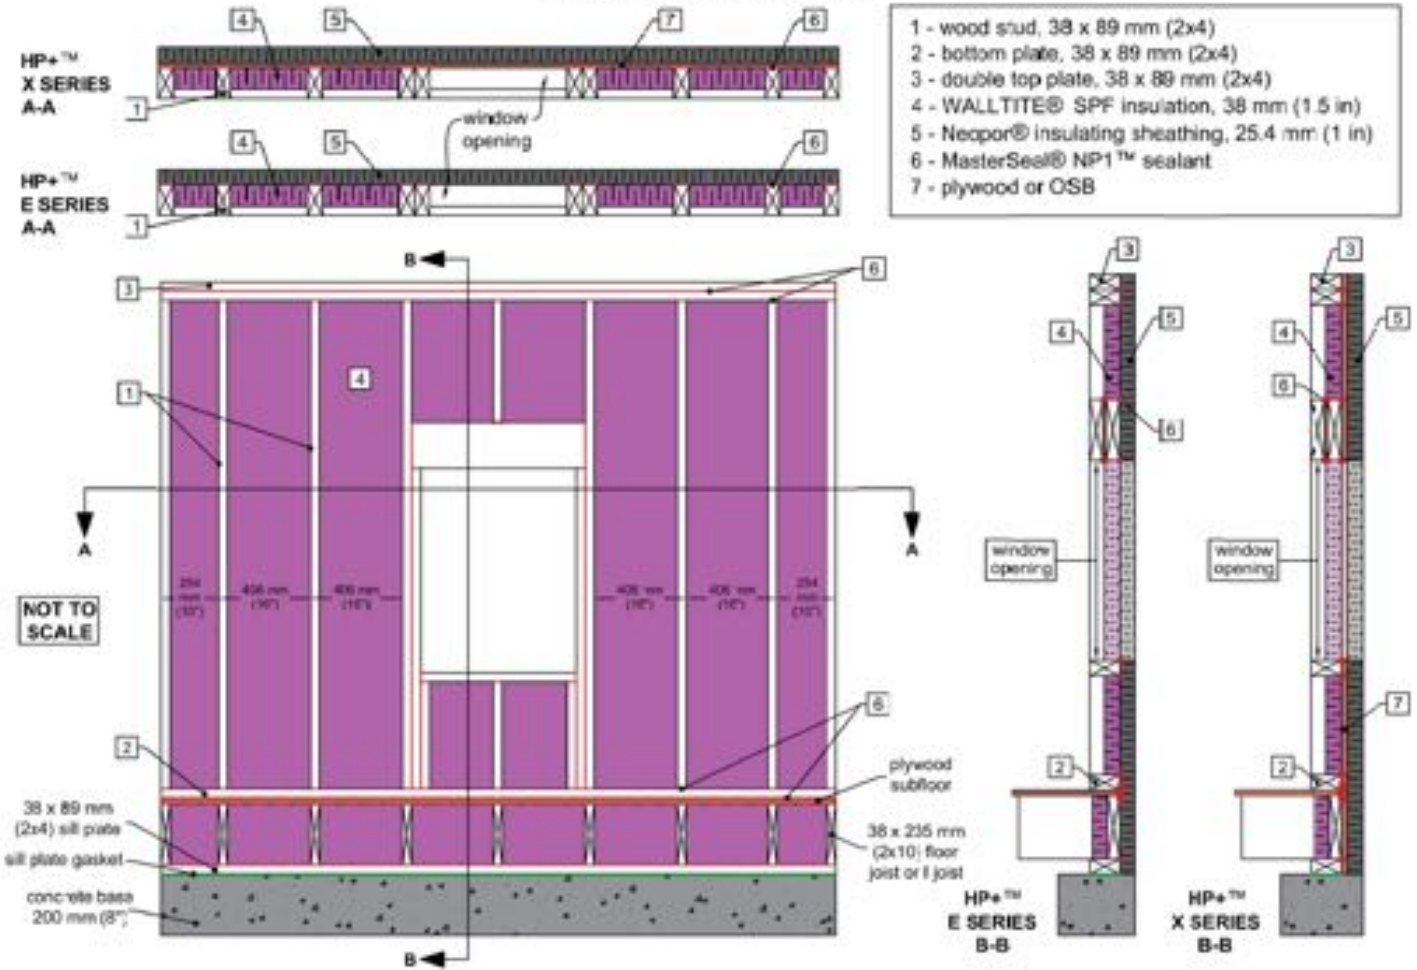 4
5
7
6
HP+™
X SERIES
A-A
1
window
opening
4
5
6
HP+™
E SERIES
A-A
1
1 - wood stud, 38 x 89 mm (2x4)
2 - bottom plate, 38 x 89 mm (2x4)
3 - double top plate, 38 x 89 mm (2x4)
4 - WALLTITE® SPF insulation, 38 mm (1.5 in)
5 - Neopor® insulating sheathing, 25.4 mm (1 in)
6 - MasterSeal® NP1™ sealant
7 - plywood or OSB
B
3
6
4
1
A
A
NOT TO
SCALE
254
mm
(10")
406 mm
(16")
406 mm
(16")
406 mm
(16")
406 mm
(16")
254
mm
(10")
2
6
plywood
subfloor
38 x 89 mm
(2x4) sill plate
sill plate gasket
concrete base
200 mm (8")
38 x 235 mm
(2x10) floor
joist or I joist
B
3
4
5
6
window
opening
2
HP+™
E SERIES
B-B
3
4
5
6
window
opening
7
2
HP+™
X SERIES
B-B